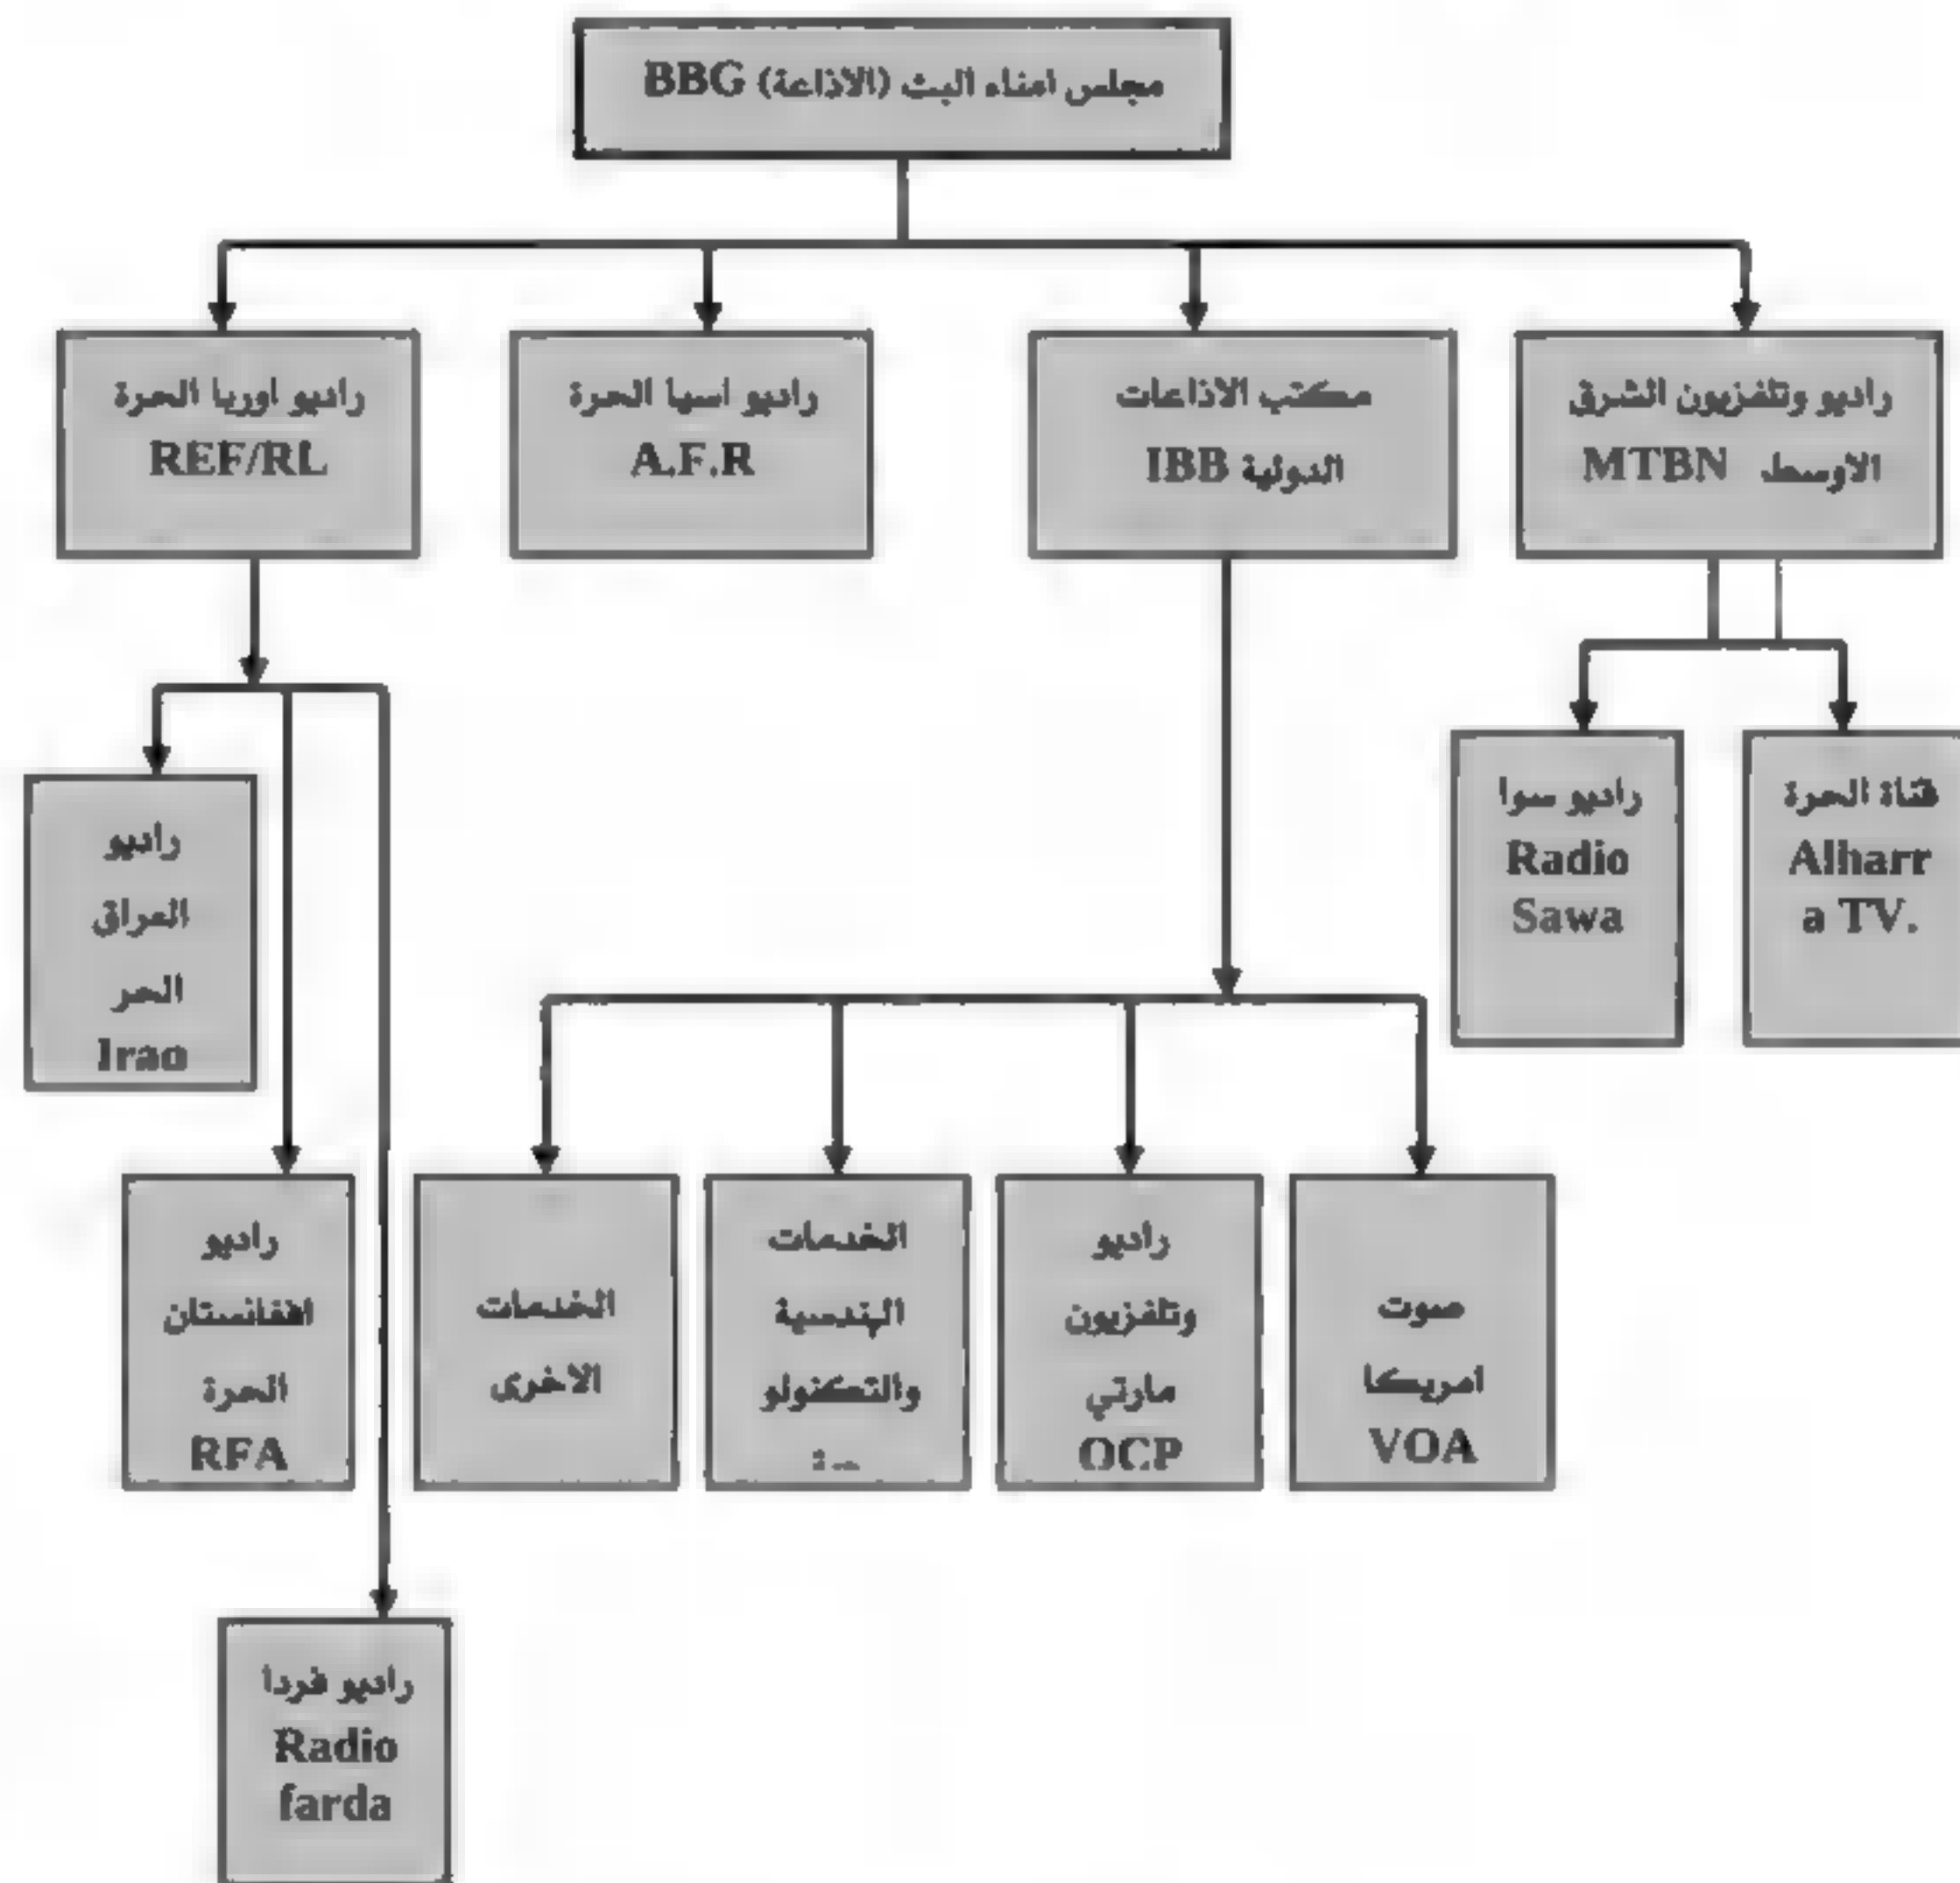 مجلس امناء البث (الاذاعة) BBG
راديو اوربا الحرة
REF/RL
راديو اسيا الحرة
A.F.R
مكتب الاذاعات
الدولية IBB
راديو وتلفزيون الشرق
الاوسط MTBN
راديو
العراق
الحر
Iraq
راديو سوا
Radio
Sawa
قناة الحرة
Alharr
a TV.
راديو
افغانستان
الحرة
RFA
الخدمات
الاخرى
الخدمات
الهندسية
والتكنولو
راديو
وتلفزيون
مارتي
OCP
صوت
امريكا
VOA
راديو فردا
Radio
farda